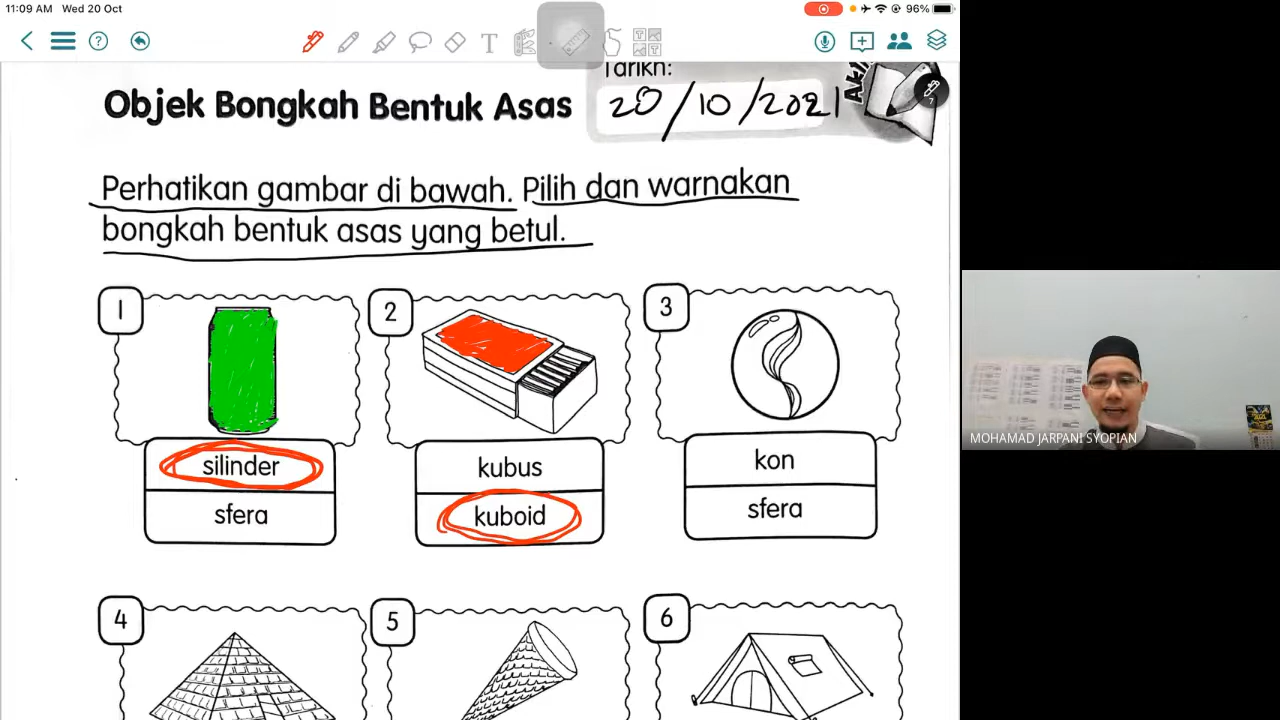 11:09 AM Wed 20 Oct
96%
Tarikh:
Objek Bongkah Bentuk Asas
20/10/2021
7
Perhatikan gambar di bawah. Pilih dan warnakan
bongkah bentuk asas yang betul.
1
2
3
silinder
kubus
kon
sfera
kuboid
sfera
4
5
6
MOHAMAD JARPANI SYOPIAN